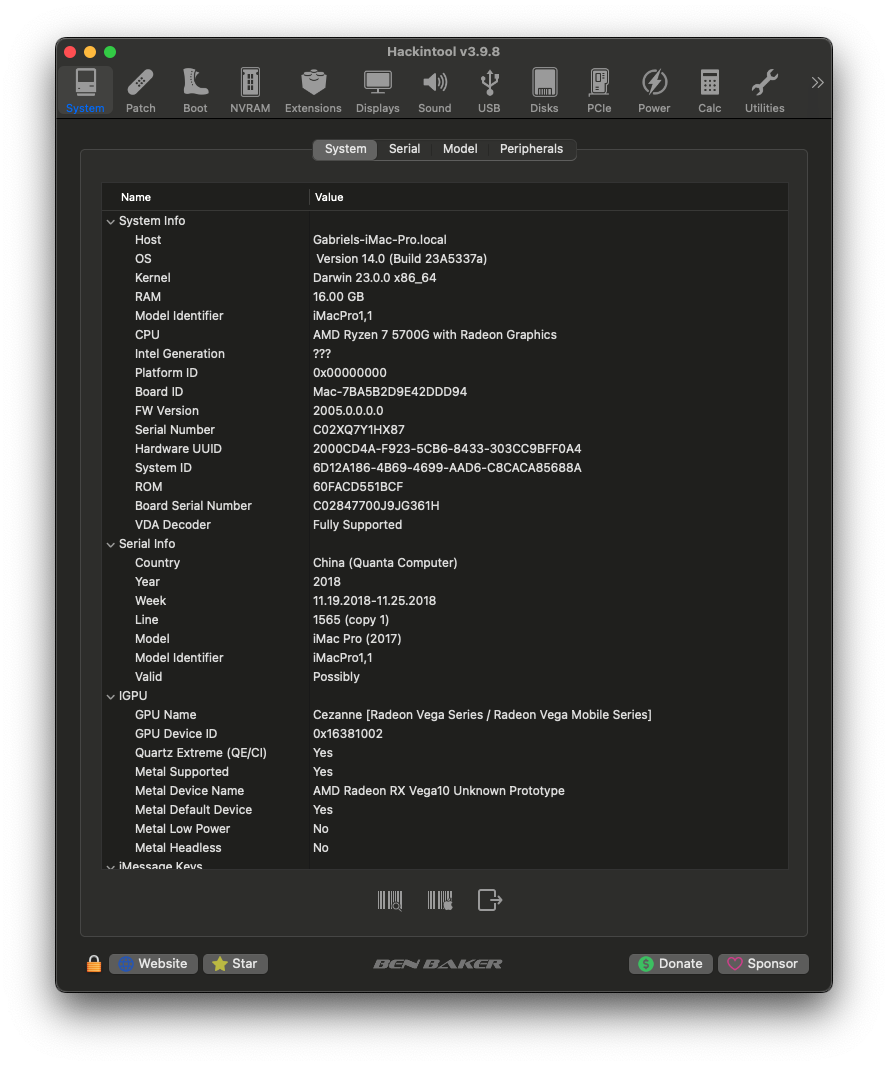 Hackintool v3.9.8
System Patch Boot NVRAM Extensions Displays Sound USB Disks PCIe Power Calc Utilities
System Serial Model Peripherals
Name Value
System Info
Host Gabriels-iMac-Pro.local
OS Version 14.0 (Build 23A5337a)
Kernel Darwin 23.0.0 x86_64
RAM 16.00 GB
Model Identifier iMacPro1,1
CPU AMD Ryzen 7 5700G with Radeon Graphics
Intel Generation ???
Platform ID 0x00000000
Board ID Mac-7BA5B2D9E42DDD94
FW Version 2005.0.0.0.0
Serial Number C02XQ7Y1HX87
Hardware UUID 2000CD4A-F923-5CB6-8433-303CC9BFF0A4
System ID 6D12A186-4B69-4699-AAD6-C8CACA85688A
ROM 60FACD551BCF
Board Serial Number C02847700J9JG361H
VDA Decoder Fully Supported
Serial Info
Country China (Quanta Computer)
Year 2018
Week 11.19.2018-11.25.2018
Line 1565 (copy 1)
Model iMac Pro (2017)
Model Identifier iMacPro1,1
Valid Possibly
IGPU
GPU Name Cezanne [Radeon Vega Series / Radeon Vega Mobile Series]
GPU Device ID 0x16381002
Quartz Extreme (QE/CI) Yes
Metal Supported Yes
Metal Device Name AMD Radeon RX Vega10 Unknown Prototype
Metal Default Device Yes
Metal Low Power No
Metal Headless No
iMessage Keys
Website Star BEN BAKER Donate Sponsor